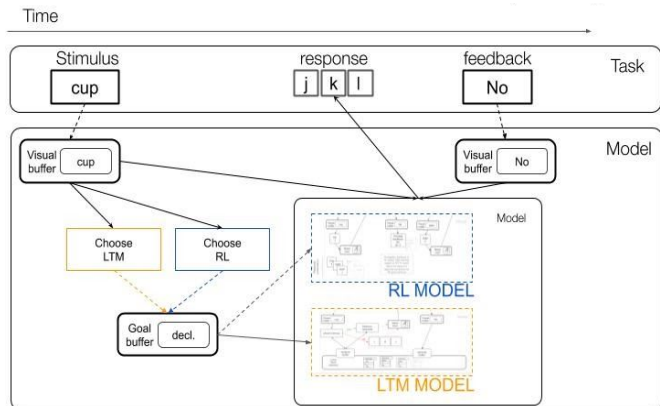 Time
Stimulus
response
feedback
Task
cup
j k l
No
Model
Visual
buffer
cup
Visual
buffer
No
Model
Choose
LTM
Choose
RL
RL MODEL
Goal
buffer
decl.
LTM MODEL